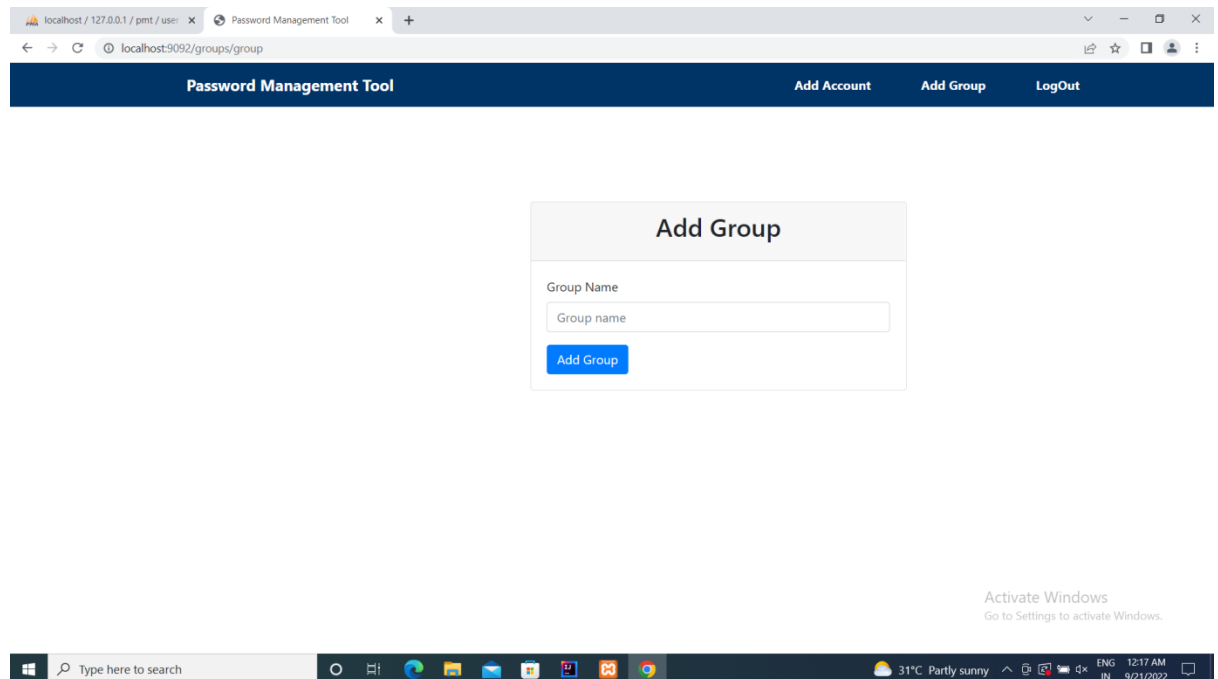 localhost / 127.0.0.1 / pmt / user
Password Management Tool
localhost:9092/groups/group
Password Management Tool
Add Account
Add Group
LogOut
Add Group
Group Name
Group name
Add Group
Activate Windows
Go to Settings to activate Windows.
Type here to search
31°C Partly sunny
ENG
IN
12:17 AM
9/21/2022